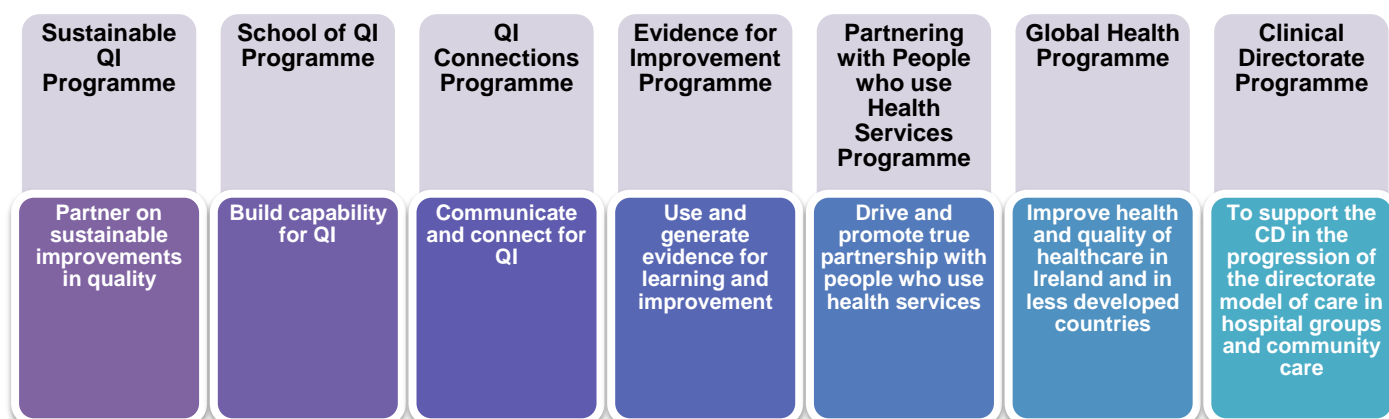 Sustainable
QI
Programme
Partner on
sustainable
improvements
in quality
School of QI
Programme
Build capability
for QI
QI
Connections
Programme
Communicate
and connect for
QI
Evidence for
Improvement
Programme
Use and
generate
evidence for
learning and
improvement
Partnering
with People
who use
Health
Services
Programme
Drive and
promote true
partnership with
people who use
health services
Global Health
Programme
Improve health
and quality of
healthcare in
Ireland and in
less developed
countries
Clinical
Directorate
Programme
To support the
CD in the
progression of
the directorate
model of care in
hospital groups
and community
care